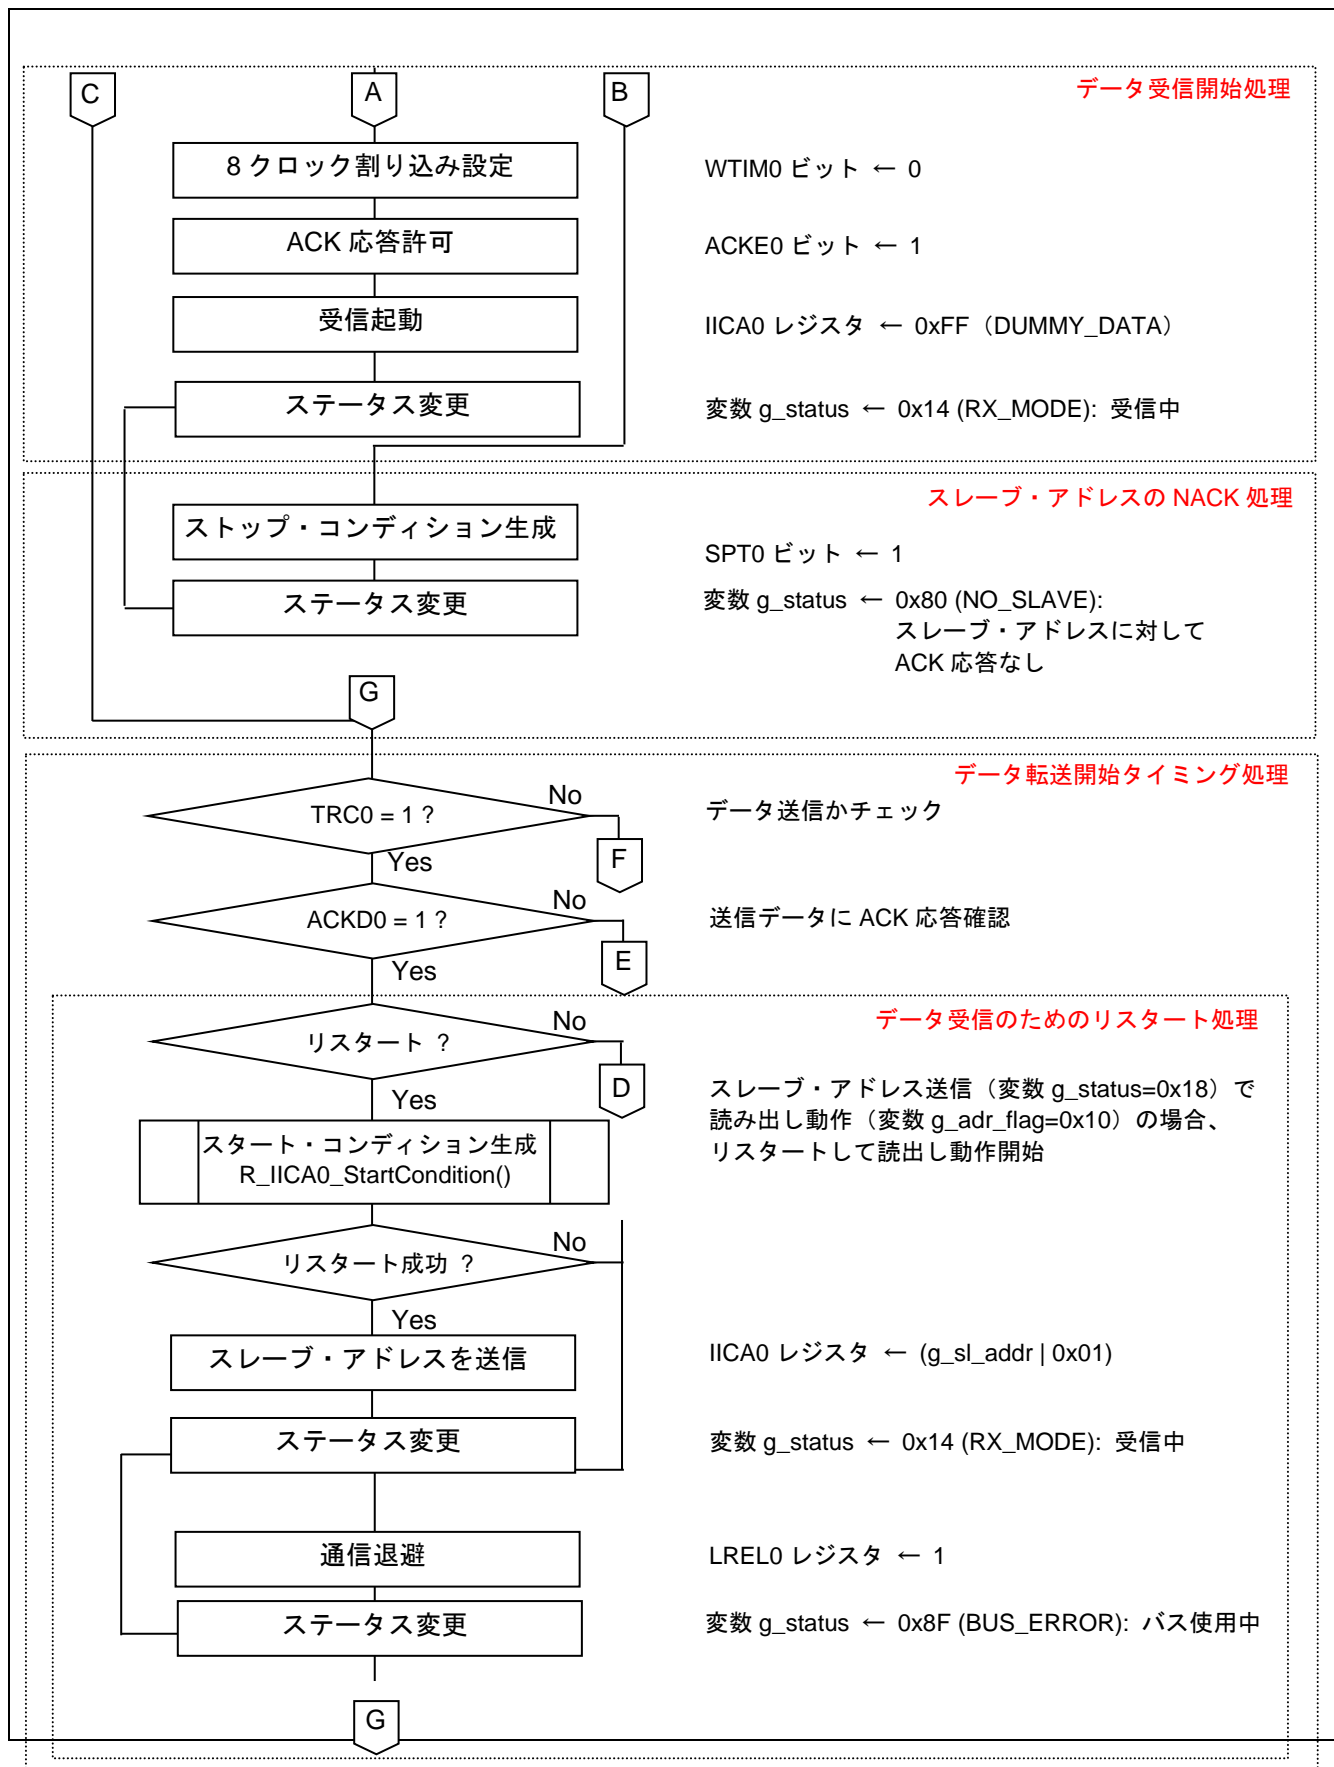 C
A
B
データ受信開始処理
8 クロック割り込み設定
WTIM0 ビット ← 0
ACK 応答許可
ACKE0 ビット ← 1
受信起動
IICA0 レジスタ ← 0xFF（DUMMY_DATA）
ステータス変更
変数 g_status ← 0x14 (RX_MODE): 受信中
スレーブ・アドレスの NACK 処理
ストップ・コンディション生成
SPT0 ビット ← 1
ステータス変更
変数 g_status ← 0x80 (NO_SLAVE):
スレーブ・アドレスに対して
ACK 応答なし
G
データ転送開始タイミング処理
TRC0 = 1 ?
No
データ送信かチェック
F
Yes
ACKD0 = 1 ?
No
送信データに ACK 応答確認
E
Yes
データ受信のためのリスタート処理
リスタート ?
No
D
Yes
スレーブ・アドレス送信（変数 g_status=0x18）で
読み出し動作（変数 g_adr_flag=0x10）の場合、
リスタートして読出し動作開始
スタート・コンディション生成
R_IICA0_StartCondition()
リスタート成功 ?
No
Yes
スレーブ・アドレスを送信
IICA0 レジスタ ← (g_sl_addr | 0x01)
ステータス変更
変数 g_status ← 0x14 (RX_MODE): 受信中
通信退避
LREL0 レジスタ ← 1
ステータス変更
変数 g_status ← 0x8F (BUS_ERROR): バス使用中
G